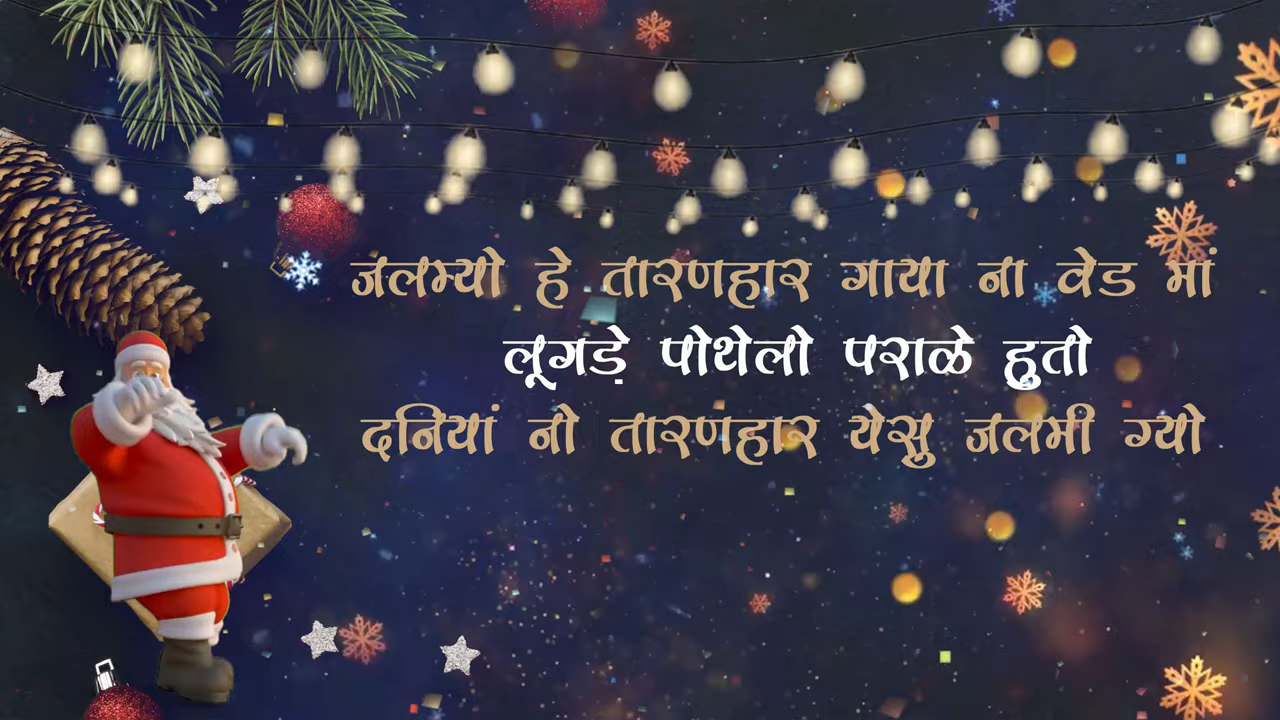 जलम्यो हे तारणहार गाया ना वेड मां
लूगड़े पोथेलो पराळे हुतो
दनियां नो तारणहार येसु जलमी ग्यो